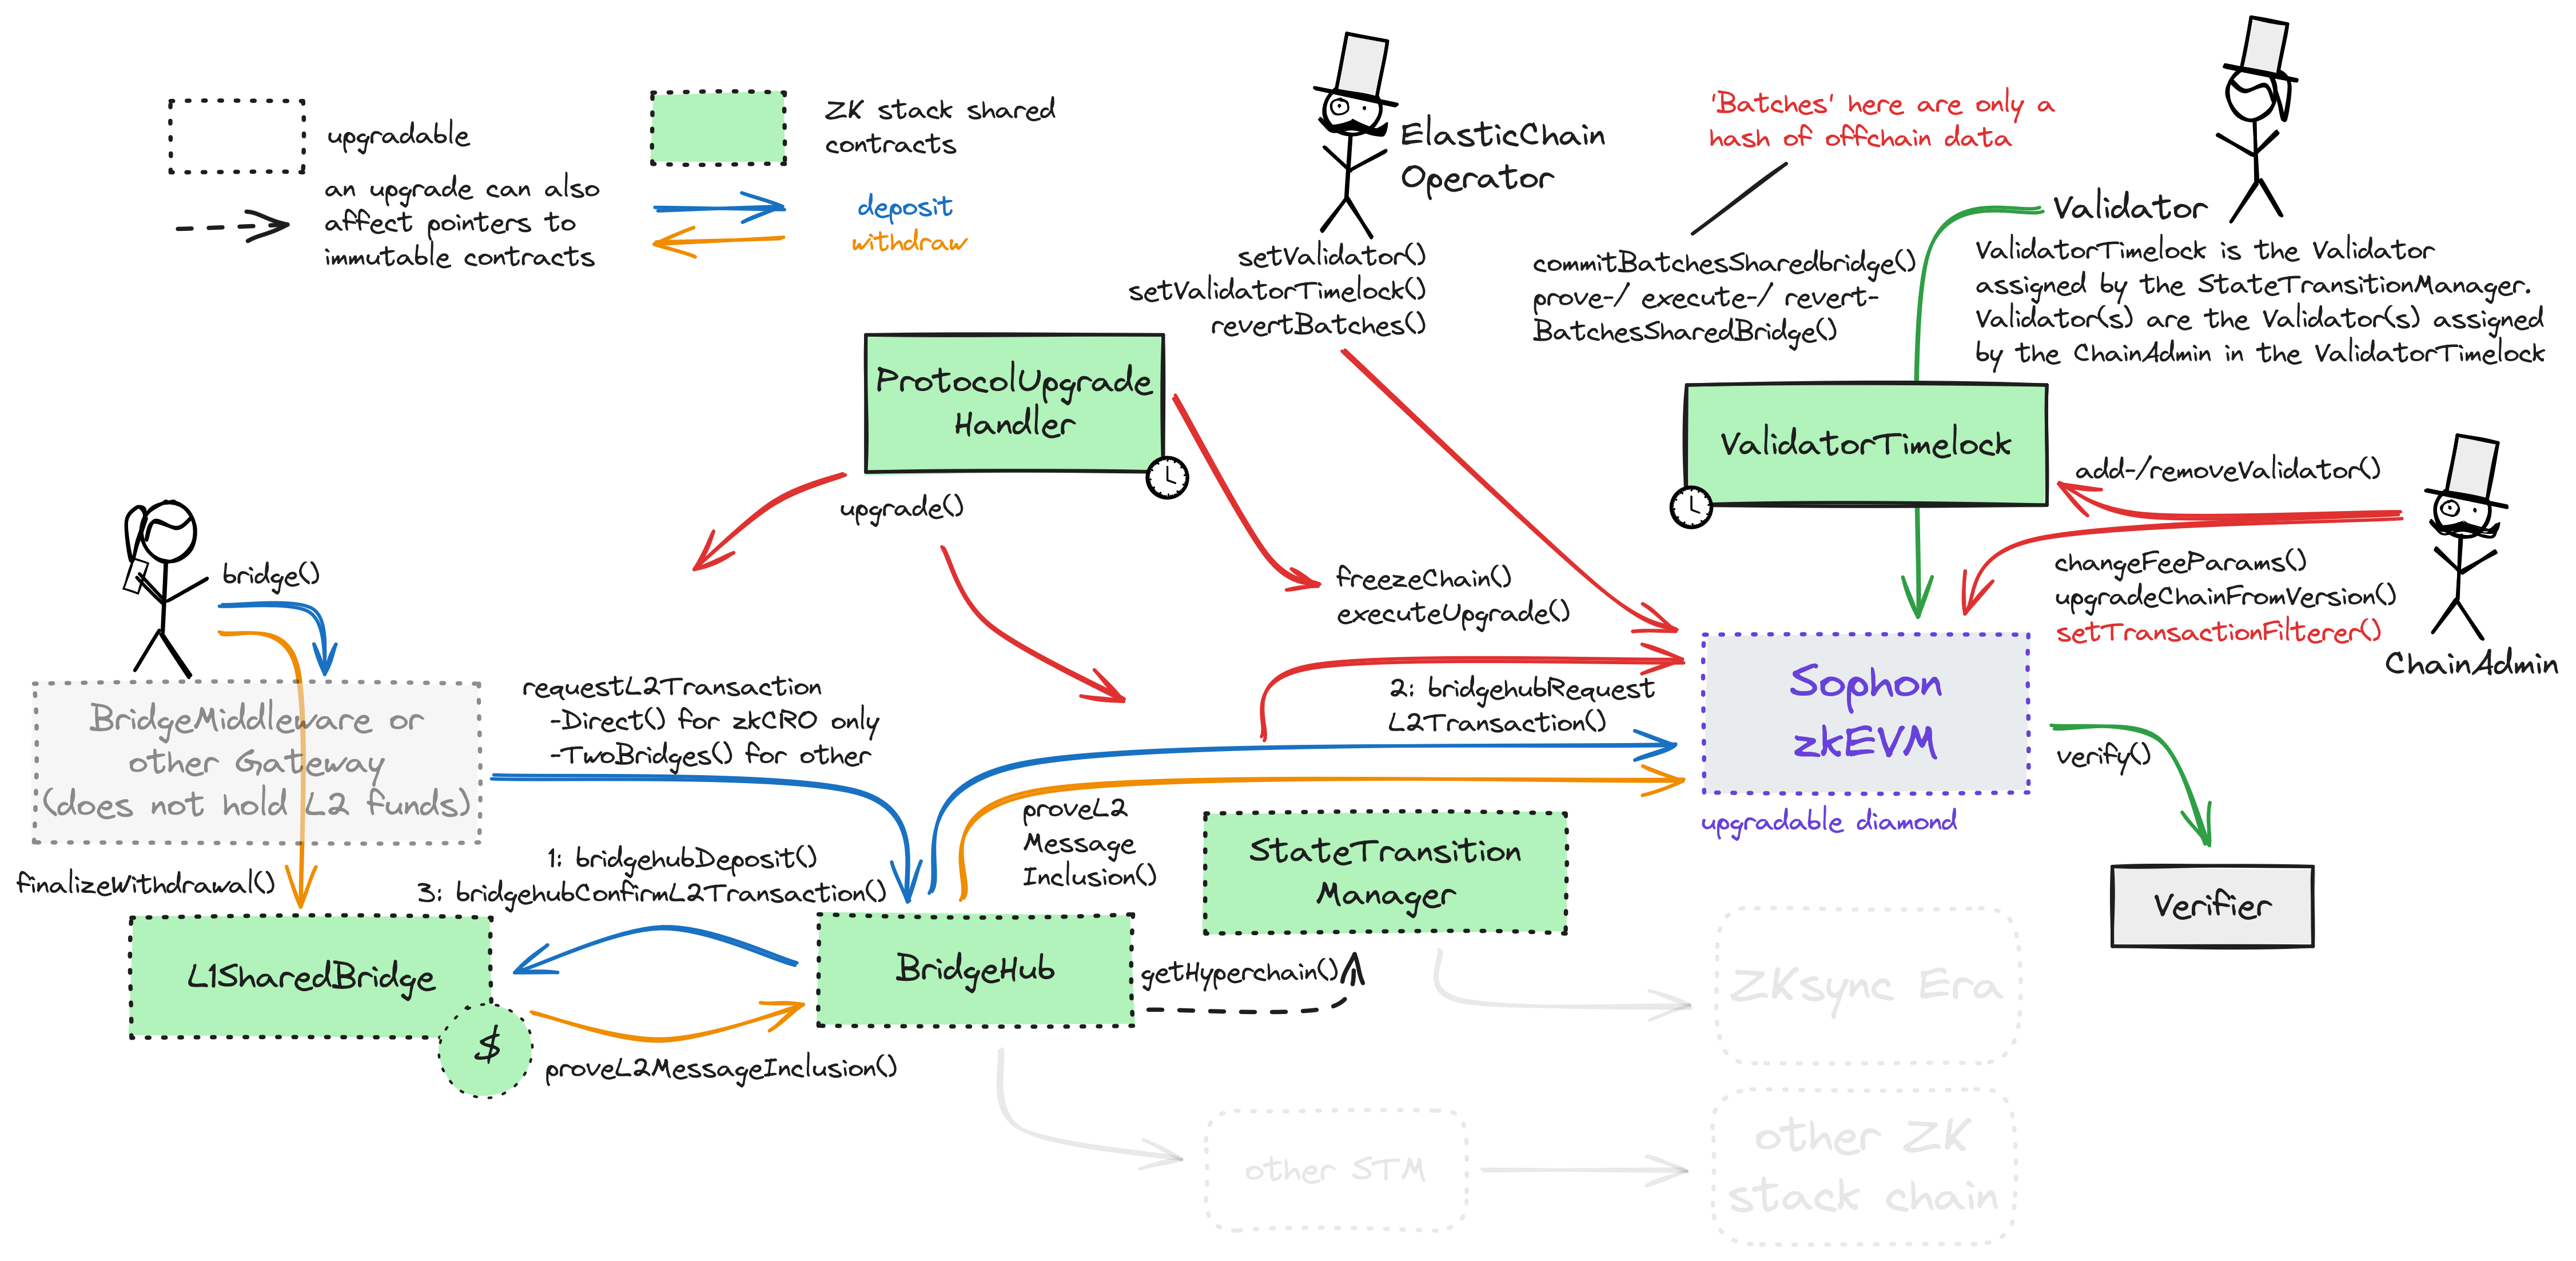 upgradable
an upgrade can also
affect pointers to
immutable contracts
ZK stack shared
contracts
deposit
withdraw
ElasticChain
Operator
setValidator()
setValidatorTimelock()
revertBatches()
'Batches' here are only a
hash of offchain data
commitBatchesSharedbridge()
prove-/ execute-/ revert-
BatchesSharedBridge()
Validator
ValidatorTimelock is the Validator
assigned by the StateTransitionManager.
Validator(s) are the Validator(s) assigned
by the ChainAdmin in the ValidatorTimelock
ProtocolUpgrade
Handler
upgrade()
freezeChain()
executeUpgrade()
ValidatorTimelock
add-/removeValidator()
changeFeeParams()
upgradeChainFromVersion()
setTransactionFilterer()
ChainAdmin
bridge()
BridgeMiddleware or
other Gateway
(does not hold L2 funds)
requestL2Transaction
-Direct() for zkCRO only
-TwoBridges() for other
2: bridgehubRequest
L2Transaction()
Sophon
zkEVM
upgradable diamond
verify()
Verifier
finalizeWithdrawal()
1: bridgehubDeposit()
3: bridgehubConfirmL2Transaction()
proveL2
Message
Inclusion()
StateTransition
Manager
L1SharedBridge
$
BridgeHub
getHyperchain()
proveL2MessageInclusion()
ZKsync Era
other STM
other ZK
stack chain